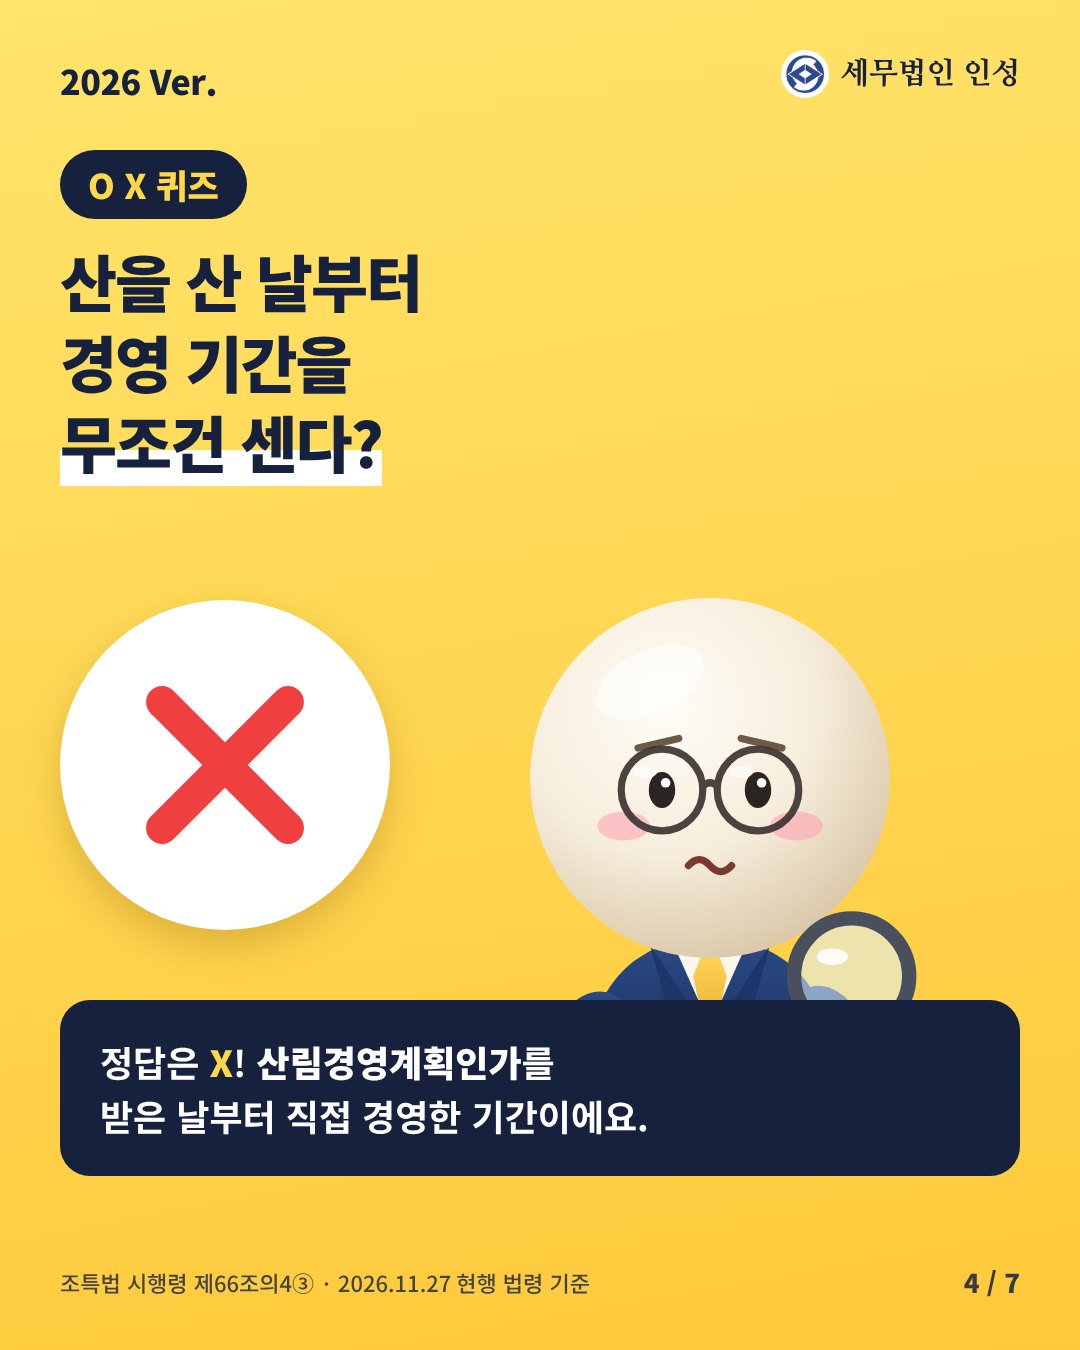 2026 Ver.
세무법인 인성
O X 퀴즈
산을 산 날부터
경영 기간을
무조건 센다?
정답은 X! 산림경영계획인가를
받은 날부터 직접 경영한 기간이에요.
조특법 시행령 제66조의4③ · 2026.11.27 현행 법령 기준
4 / 7